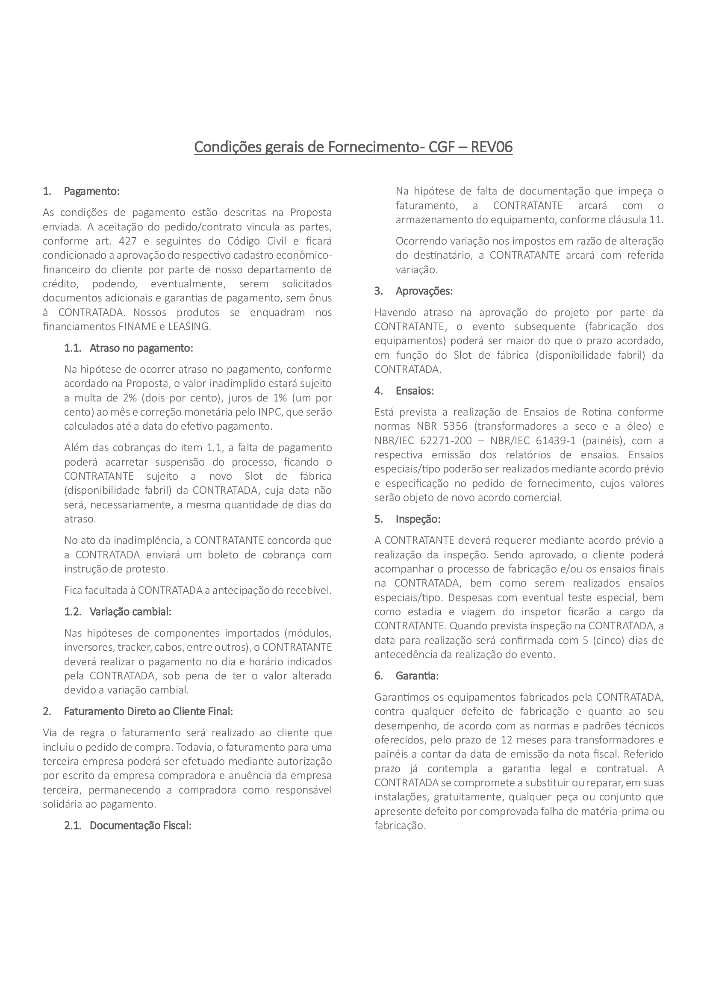 Condições gerais de Fornecimento- CGF – REV06
1. Pagamento:
As condições de pagamento estão descritas na Proposta
enviada. A aceitação do pedido/contrato vincula as partes,
conforme art. 427 e seguintes do Código Civil e ficará
condicionado a aprovação do respectivo cadastro econômico-
financeiro do cliente por parte de nosso departamento de
crédito, podendo, eventualmente, serem solicitados
documentos adicionais e garantias de pagamento, sem ônus
à CONTRATADA. Nossos produtos se enquadram nos
financiamentos FINAME e LEASING.
1.1. Atraso no pagamento:
Na hipótese de ocorrer atraso no pagamento, conforme
acordado na Proposta, o valor inadimplido estará sujeito
a multa de 2% (dois por cento), juros de 1% (um por
cento) ao mês e correção monetária pelo INPC, que serão
calculados até a data do efetivo pagamento.
Além das cobranças do item 1.1, a falta de pagamento
poderá acarretar suspensão do processo, ficando o
CONTRATANTE sujeito a novo Slot de fábrica
(disponibilidade fabril) da CONTRATADA, cuja data não
será, necessariamente, a mesma quantidade de dias do
atraso.
No ato da inadimplência, a CONTRATANTE concorda que
a CONTRATADA enviará um boleto de cobrança com
instrução de protesto.
Fica facultada à CONTRATADA a antecipação do recebível.
1.2. Variação cambial:
Nas hipóteses de componentes importados (módulos,
inversores, tracker, cabos, entre outros), o CONTRATANTE
deverá realizar o pagamento no dia e horário indicados
pela CONTRATADA, sob pena de ter o valor alterado
devido a variação cambial.
2. Faturamento Direto ao Cliente Final:
Via de regra o faturamento será realizado ao cliente que
incluiu o pedido de compra. Todavia, o faturamento para uma
terceira empresa poderá ser efetuado mediante autorização
por escrito da empresa compradora e anuência da empresa
terceira, permanecendo a compradora como responsável
solidária ao pagamento.
2.1. Documentação Fiscal:
Na hipótese de falta de documentação que impeça o
faturamento, a CONTRATANTE arcará com o
armazenamento do equipamento, conforme cláusula 11.
Ocorrendo variação nos impostos em razão de alteração
do destinatário, a CONTRATANTE arcará com referida
variação.
3. Aprovações:
Havendo atraso na aprovação do projeto por parte da
CONTRATANTE, o evento subsequente (fabricação dos
equipamentos) poderá ser maior do que o prazo acordado,
em função do Slot de fábrica (disponibilidade fabril) da
CONTRATADA.
4. Ensaios:
Está prevista a realização de Ensaios de Rotina conforme
normas NBR 5356 (transformadores a seco e a óleo) e
NBR/IEC 62271-200 – NBR/IEC 61439-1 (painéis), com a
respectiva emissão dos relatórios de ensaios. Ensaios
especiais/tipo poderão ser realizados mediante acordo prévio
e especificação no pedido de fornecimento, cujos valores
serão objeto de novo acordo comercial.
5. Inspeção:
A CONTRATANTE deverá requerer mediante acordo prévio a
realização da inspeção. Sendo aprovado, o cliente poderá
acompanhar o processo de fabricação e/ou os ensaios finais
na CONTRATADA, bem como serem realizados ensaios
especiais/tipo. Despesas com eventual teste especial, bem
como estadia e viagem do inspetor ficarão a cargo da
CONTRATANTE. Quando prevista inspeção na CONTRATADA, a
data para realização será confirmada com 5 (cinco) dias de
antecedência da realização do evento.
6. Garantia:
Garantimos os equipamentos fabricados pela CONTRATADA,
contra qualquer defeito de fabricação e quanto ao seu
desempenho, de acordo com as normas e padrões técnicos
oferecidos, pelo prazo de 12 meses para transformadores e
painéis a contar da data de emissão da nota fiscal. Referido
prazo já contempla a garantia legal e contratual. A
CONTRATADA se compromete a substituir ou reparar, em suas
instalações, gratuitamente, qualquer peça ou conjunto que
apresente defeito por comprovada falha de matéria-prima ou
fabricação.